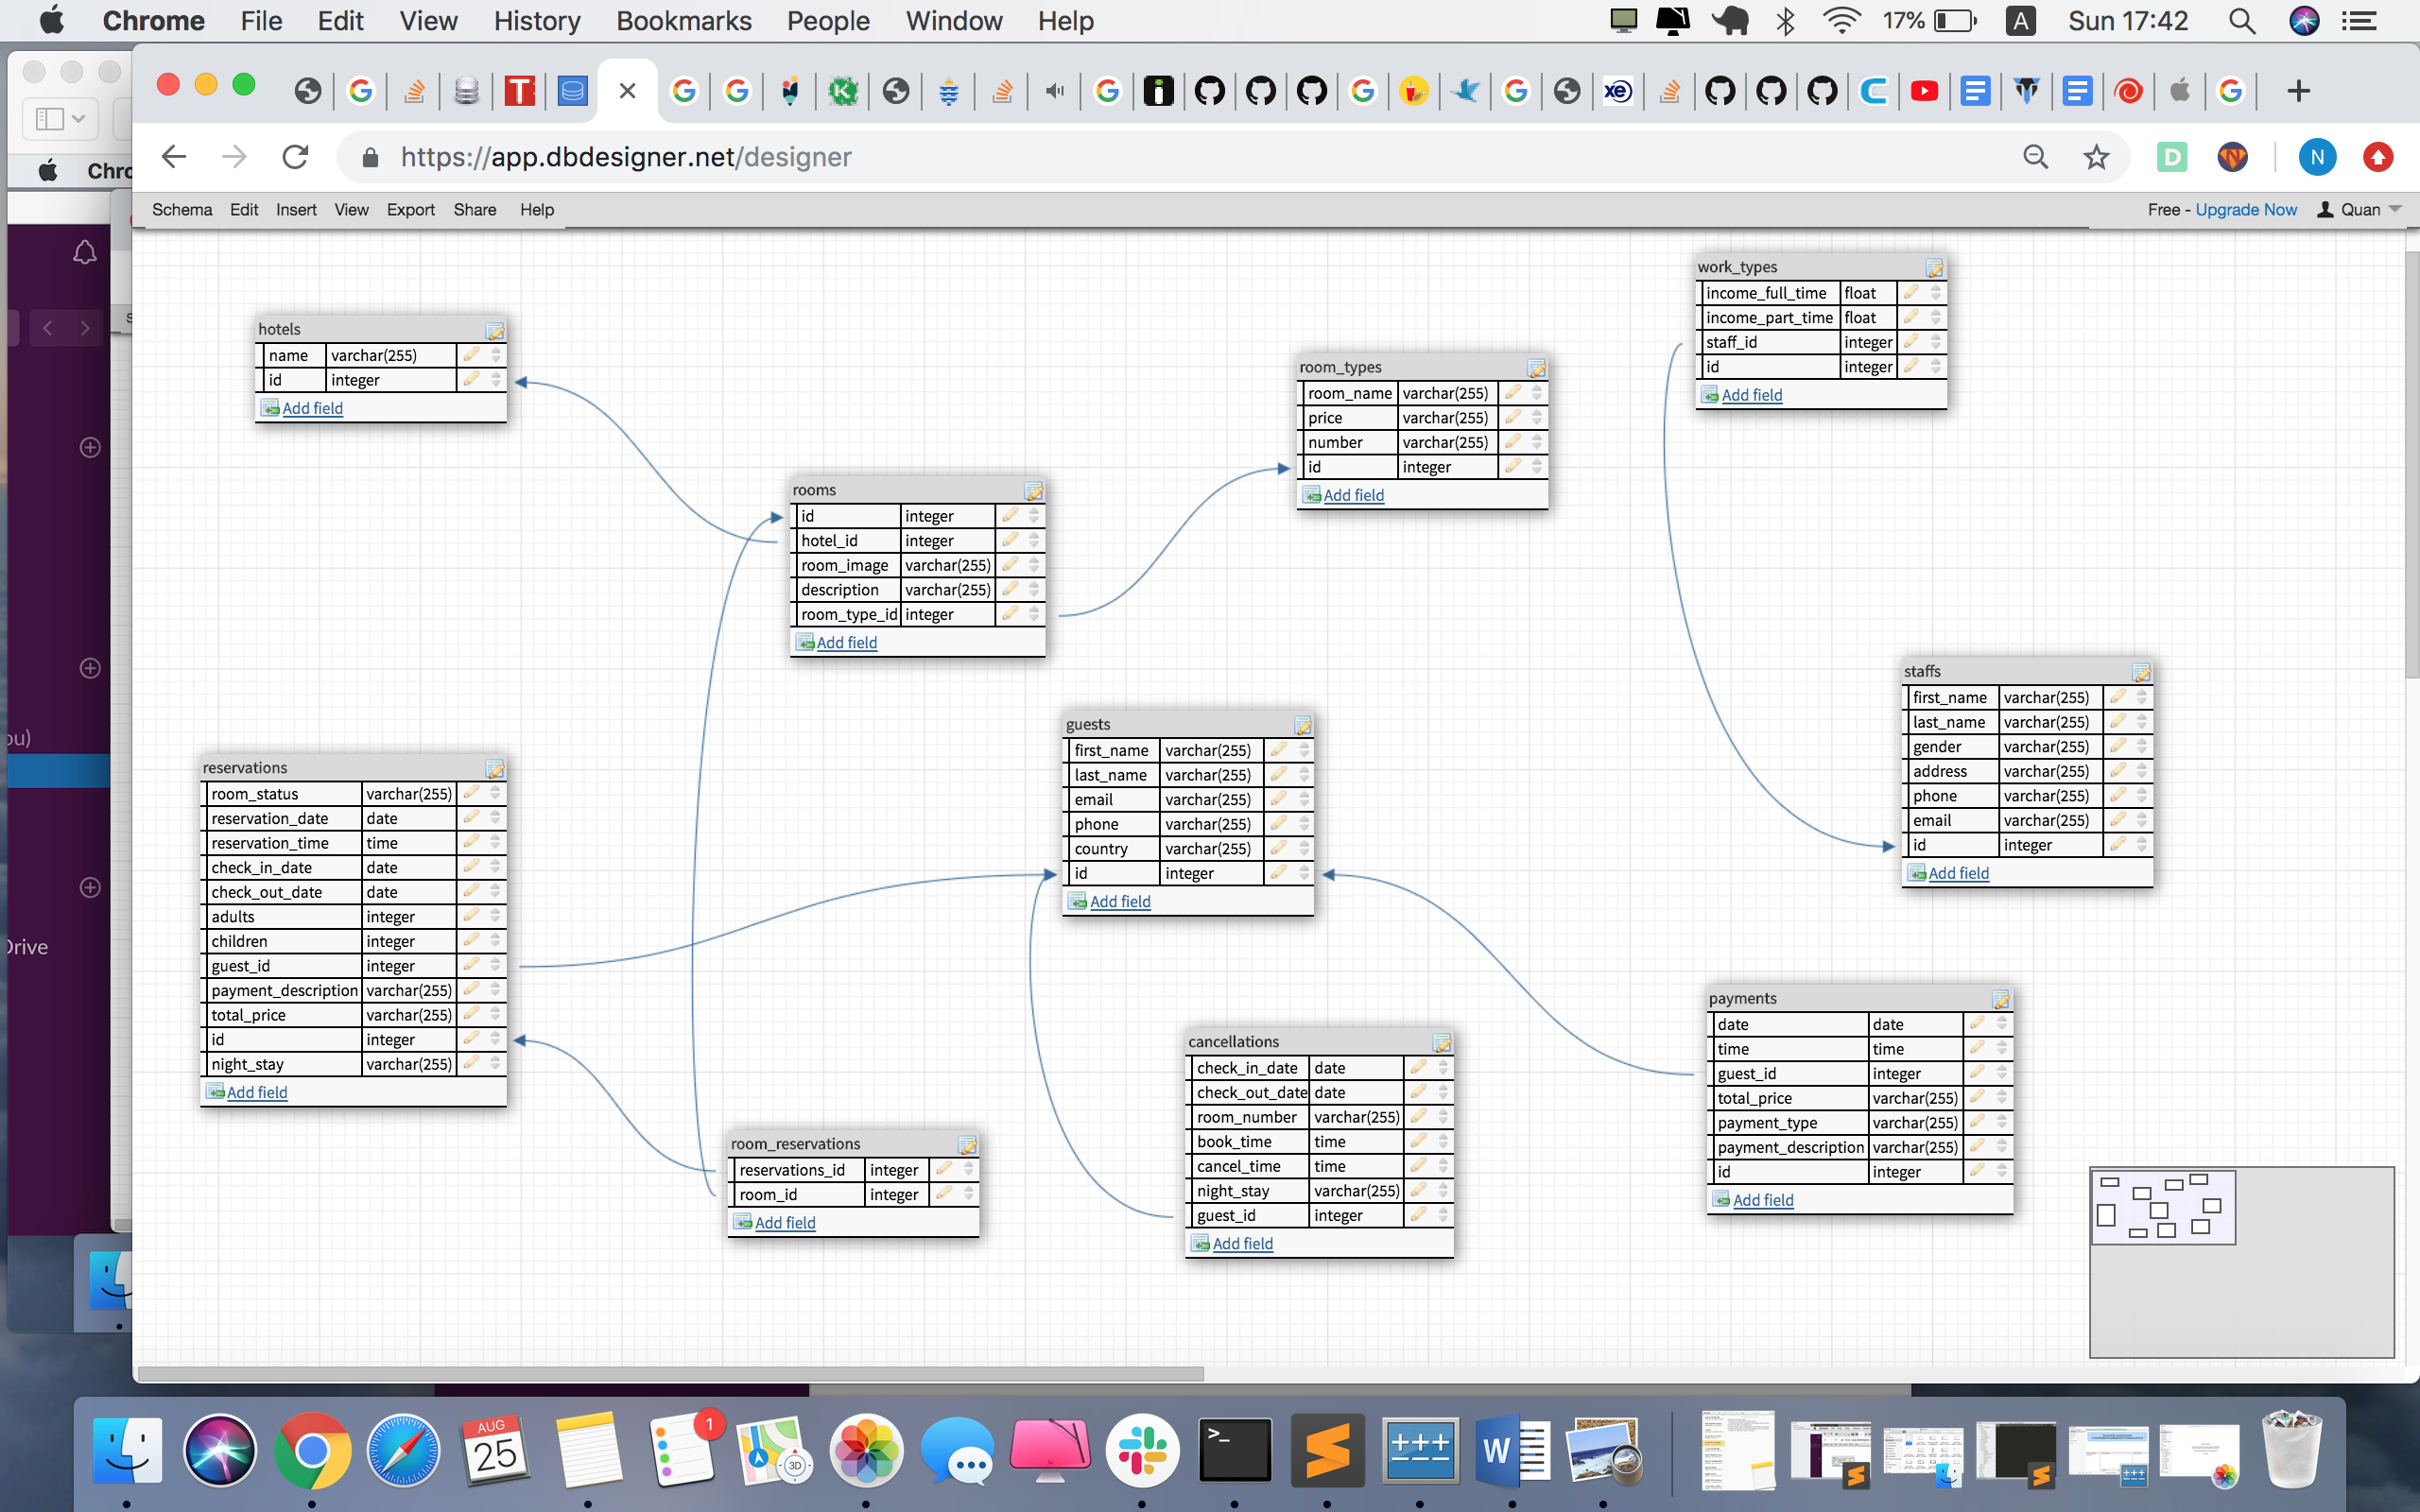 Chrome File Edit View History Bookmarks People Window Help 17% A Sun 17:42
https://app.dbdesigner.net/designer
Schema Edit Insert View Export Share Help Free - Upgrade Now Quan
hotels
name varchar(255)
id integer
Add field
rooms
id integer
hotel_id integer
room_image varchar(255)
description varchar(255)
room_type_id integer
Add field
room_types
room_name varchar(255)
price varchar(255)
number varchar(255)
id integer
Add field
work_types
income_full_time float
income_part_time float
staff_id integer
id integer
Add field
staffs
first_name varchar(255)
last_name varchar(255)
gender varchar(255)
address varchar(255)
phone varchar(255)
email varchar(255)
id integer
Add field
guests
first_name varchar(255)
last_name varchar(255)
email varchar(255)
phone varchar(255)
country varchar(255)
id integer
Add field
reservations
room_status varchar(255)
reservation_date date
reservation_time time
check_in_date date
check_out_date date
adults integer
children integer
guest_id integer
payment_description varchar(255)
total_price varchar(255)
id integer
night_stay varchar(255)
Add field
room_reservations
reservations_id integer
room_id integer
Add field
cancellations
check_in_date date
check_out_date date
room_number varchar(255)
book_time time
cancel_time time
night_stay varchar(255)
guest_id integer
Add field
payments
date date
time time
guest_id integer
total_price varchar(255)
payment_type varchar(255)
payment_description varchar(255)
id integer
Add field
Chr
ou)
Drive
AUG
25
1
3D
W